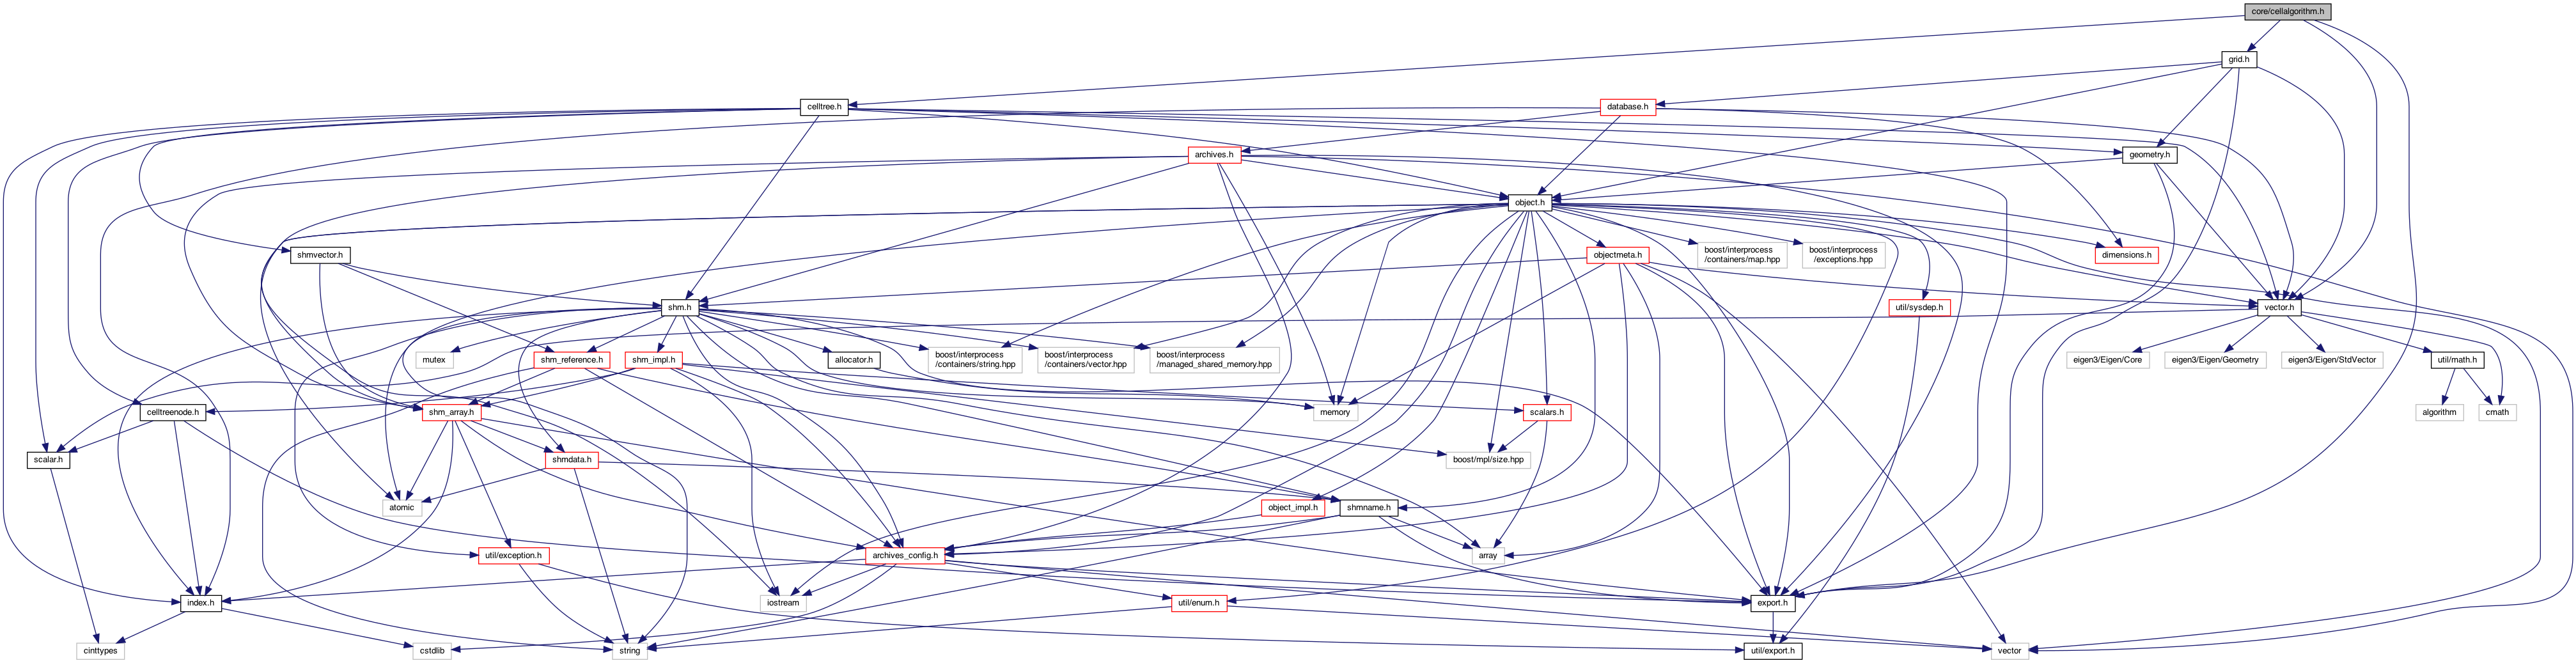 core/cellalgorithm.h
grid.h
celltree.h
database.h
archives.h
geometry.h
object.h
shmvector.h
objectmeta.h
boost/interprocess
/containers/map.hpp
boost/interprocess
/exceptions.hpp
dimensions.h
shm.h
util/sysdep.h
vector.h
mutex
shm_reference.h
shm_impl.h
allocator.h
boost/interprocess
/containers/string.hpp
boost/interprocess
/containers/vector.hpp
boost/interprocess
/managed_shared_memory.hpp
eigen3/Eigen/Core
eigen3/Eigen/Geometry
eigen3/Eigen/StdVector
util/math.h
celltreenode.h
shm_array.h
memory
scalars.h
algorithm
cmath
scalar.h
shmdata.h
boost/mpl/size.hpp
atomic
object_impl.h
shmname.h
util/exception.h
archives_config.h
array
index.h
iostream
util/enum.h
export.h
cinttypes
cstdlib
string
util/export.h
vector